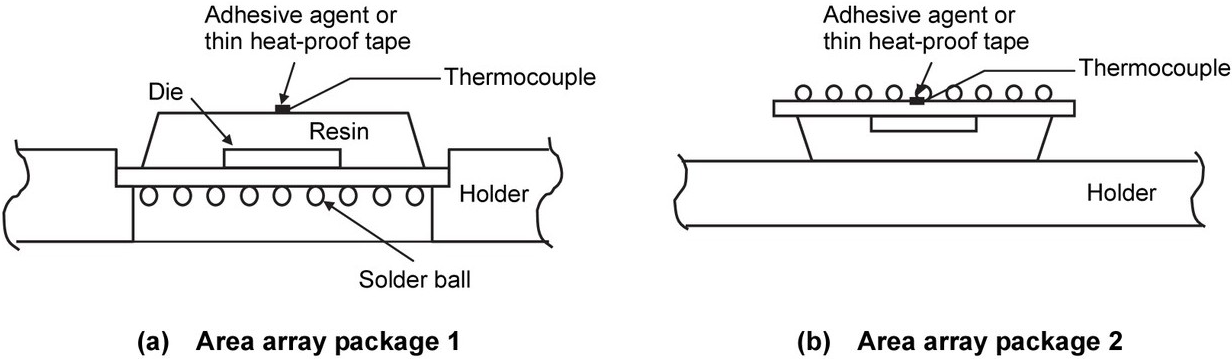 Adhesive agent or
thin heat-proof tape
Thermocouple
Die
Resin
Holder
Solder ball
(a) Area array package 1
Adhesive agent or
thin heat-proof tape
Thermocouple
Holder
(b) Area array package 2